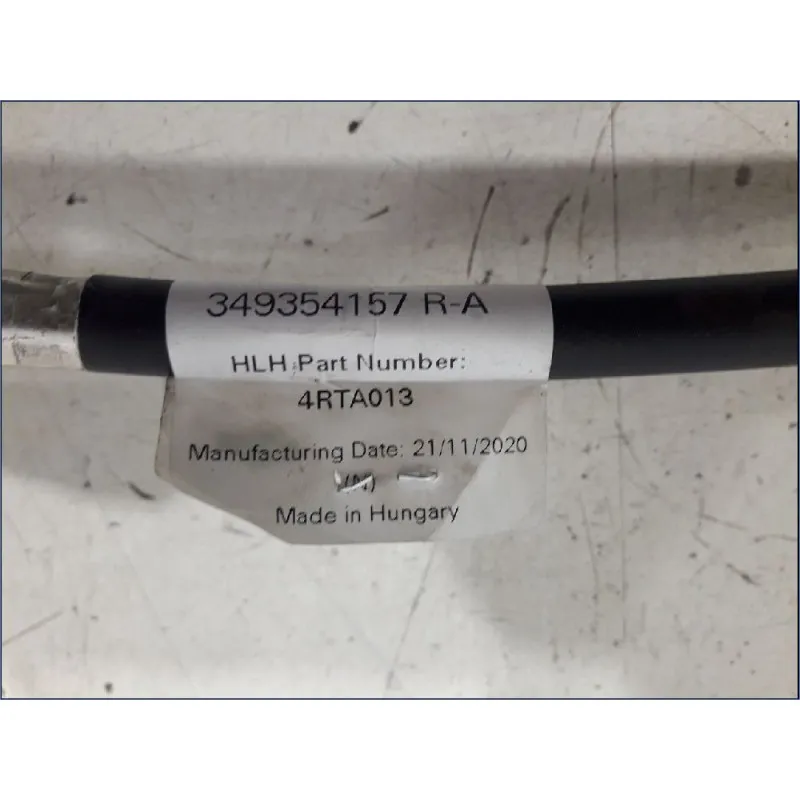 349354157 R-A
HLH Part Number:
4RTA013
Manufacturing Date: 21/11/2020
Made in Hungary